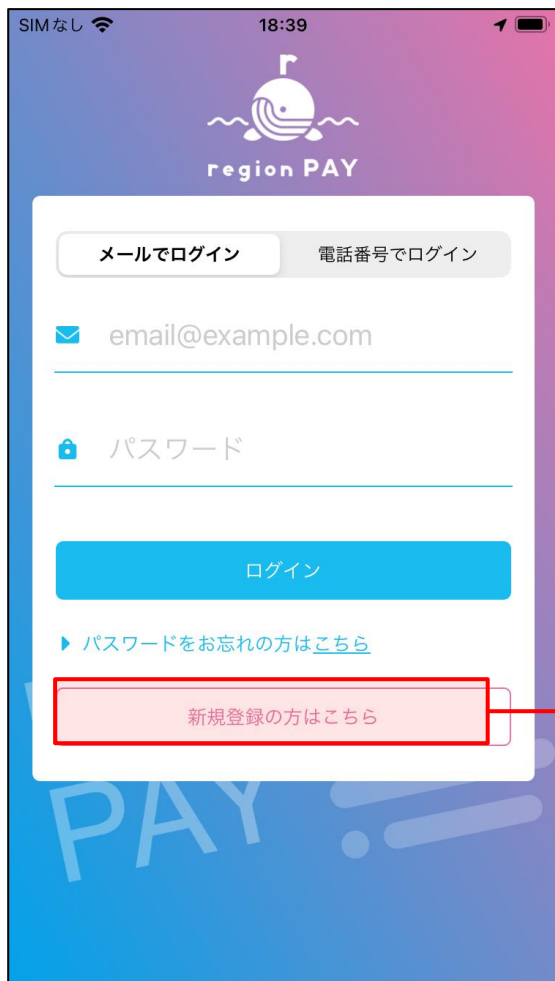 SIMなし 18:39
r
region PAY
メールでログイン 電話番号でログイン
email@example.com
パスワード
ログイン
パスワードをお忘れの方はこちら
新規登録の方はこちら
PAY